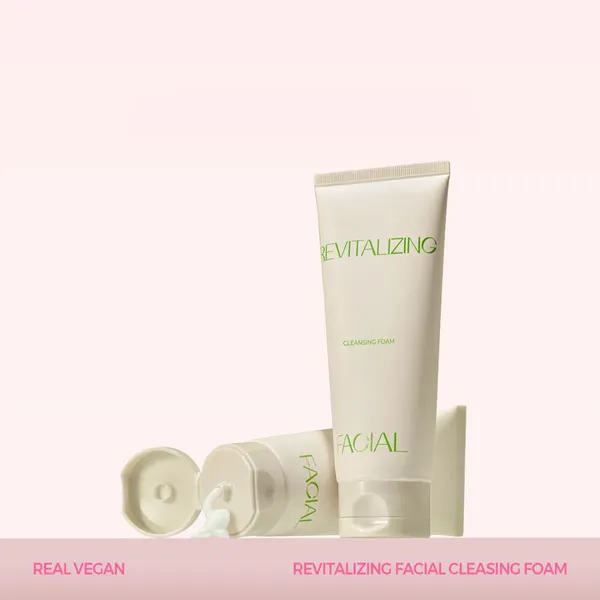 REVITALIZING
CLEANSING FOAM
FACIAL
FACIAL
REAL VEGAN
REVITALIZING FACIAL CLEASING FOAM